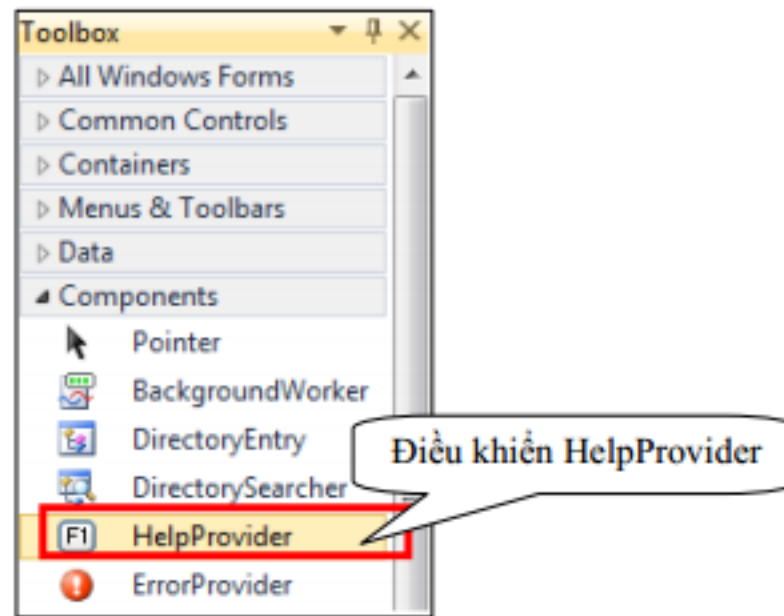 Toolbox
All Windows Forms
Common Controls
Containers
Menus & Toolbars
Data
Components
Pointer
BackgroundWorker
DirectoryEntry
Điều khiển HelpProvider
DirectorySearcher
F1 HelpProvider
ErrorProvider